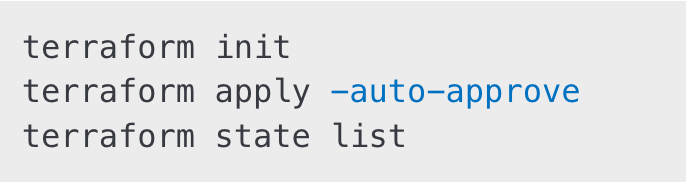 terraform init
terraform apply -auto-approve
terraform state list